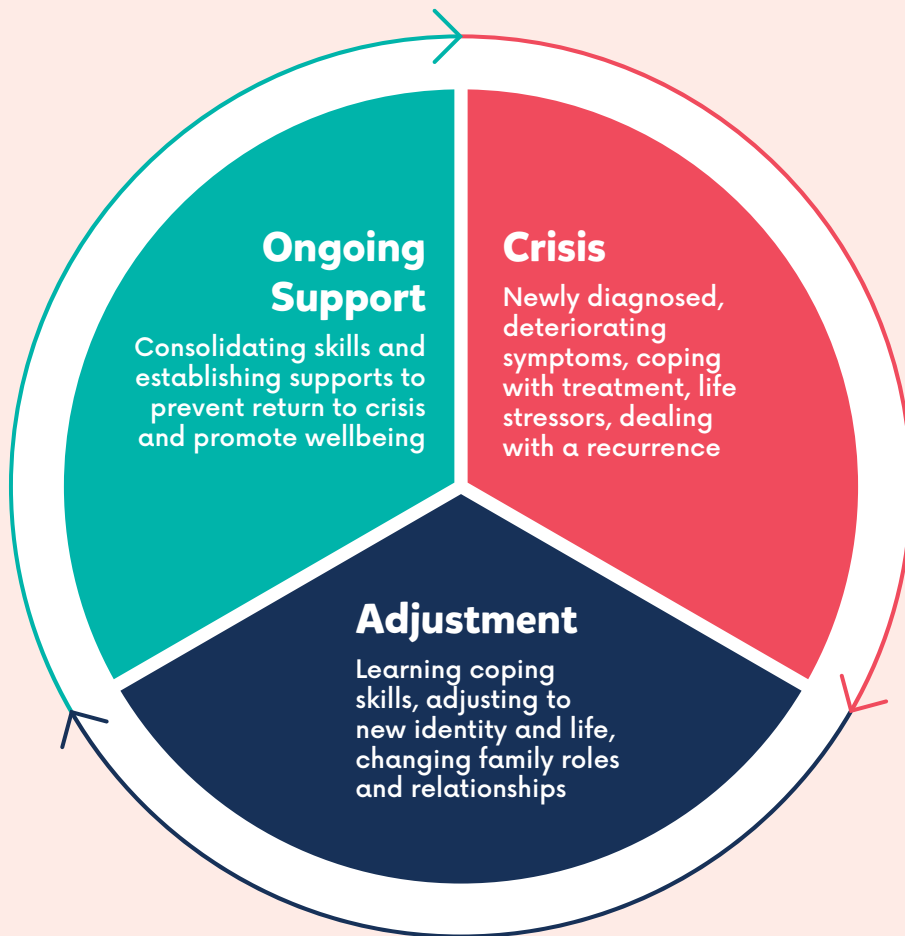 Ongoing
Support
Consolidating skills and
establishing supports to
prevent return to crisis
and promote wellbeing
Crisis
Newly diagnosed,
deteriorating
symptoms, coping
with treatment, life
stressors, dealing
with a recurrence
Adjustment
Learning coping
skills, adjusting to
new identity and life,
changing family roles
and relationships